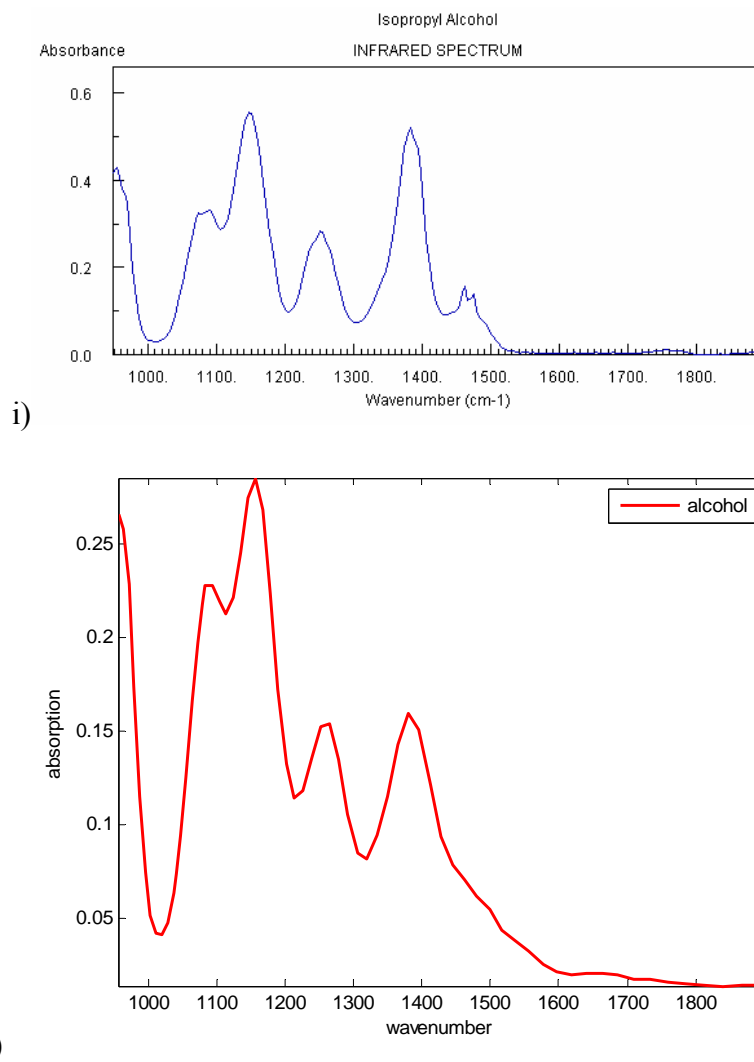 Isopropyl Alcohol
Absorbance INFRARED SPECTRUM
0.6
0.4
0.2
0.0
1000. 1100. 1200. 1300. 1400. 1500. 1600. 1700. 1800.
Wavenumber (cm-1)
i)
alcohol
0.25
0.2
0.15
0.1
0.05
absorption
1000 1100 1200 1300 1400 1500 1600 1700 1800
wavenumber
)